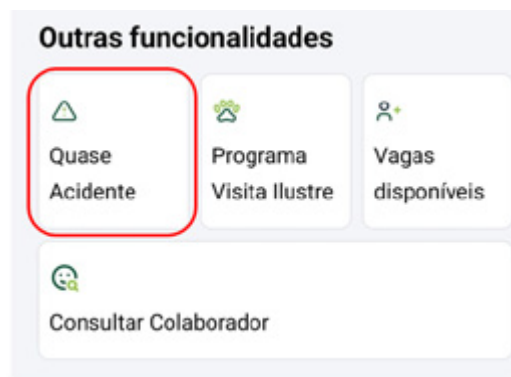 Outras funcionalidades
Quase
Acidente
Programa
Visita Ilustre
Vagas
disponíveis
Consultar Colaborador